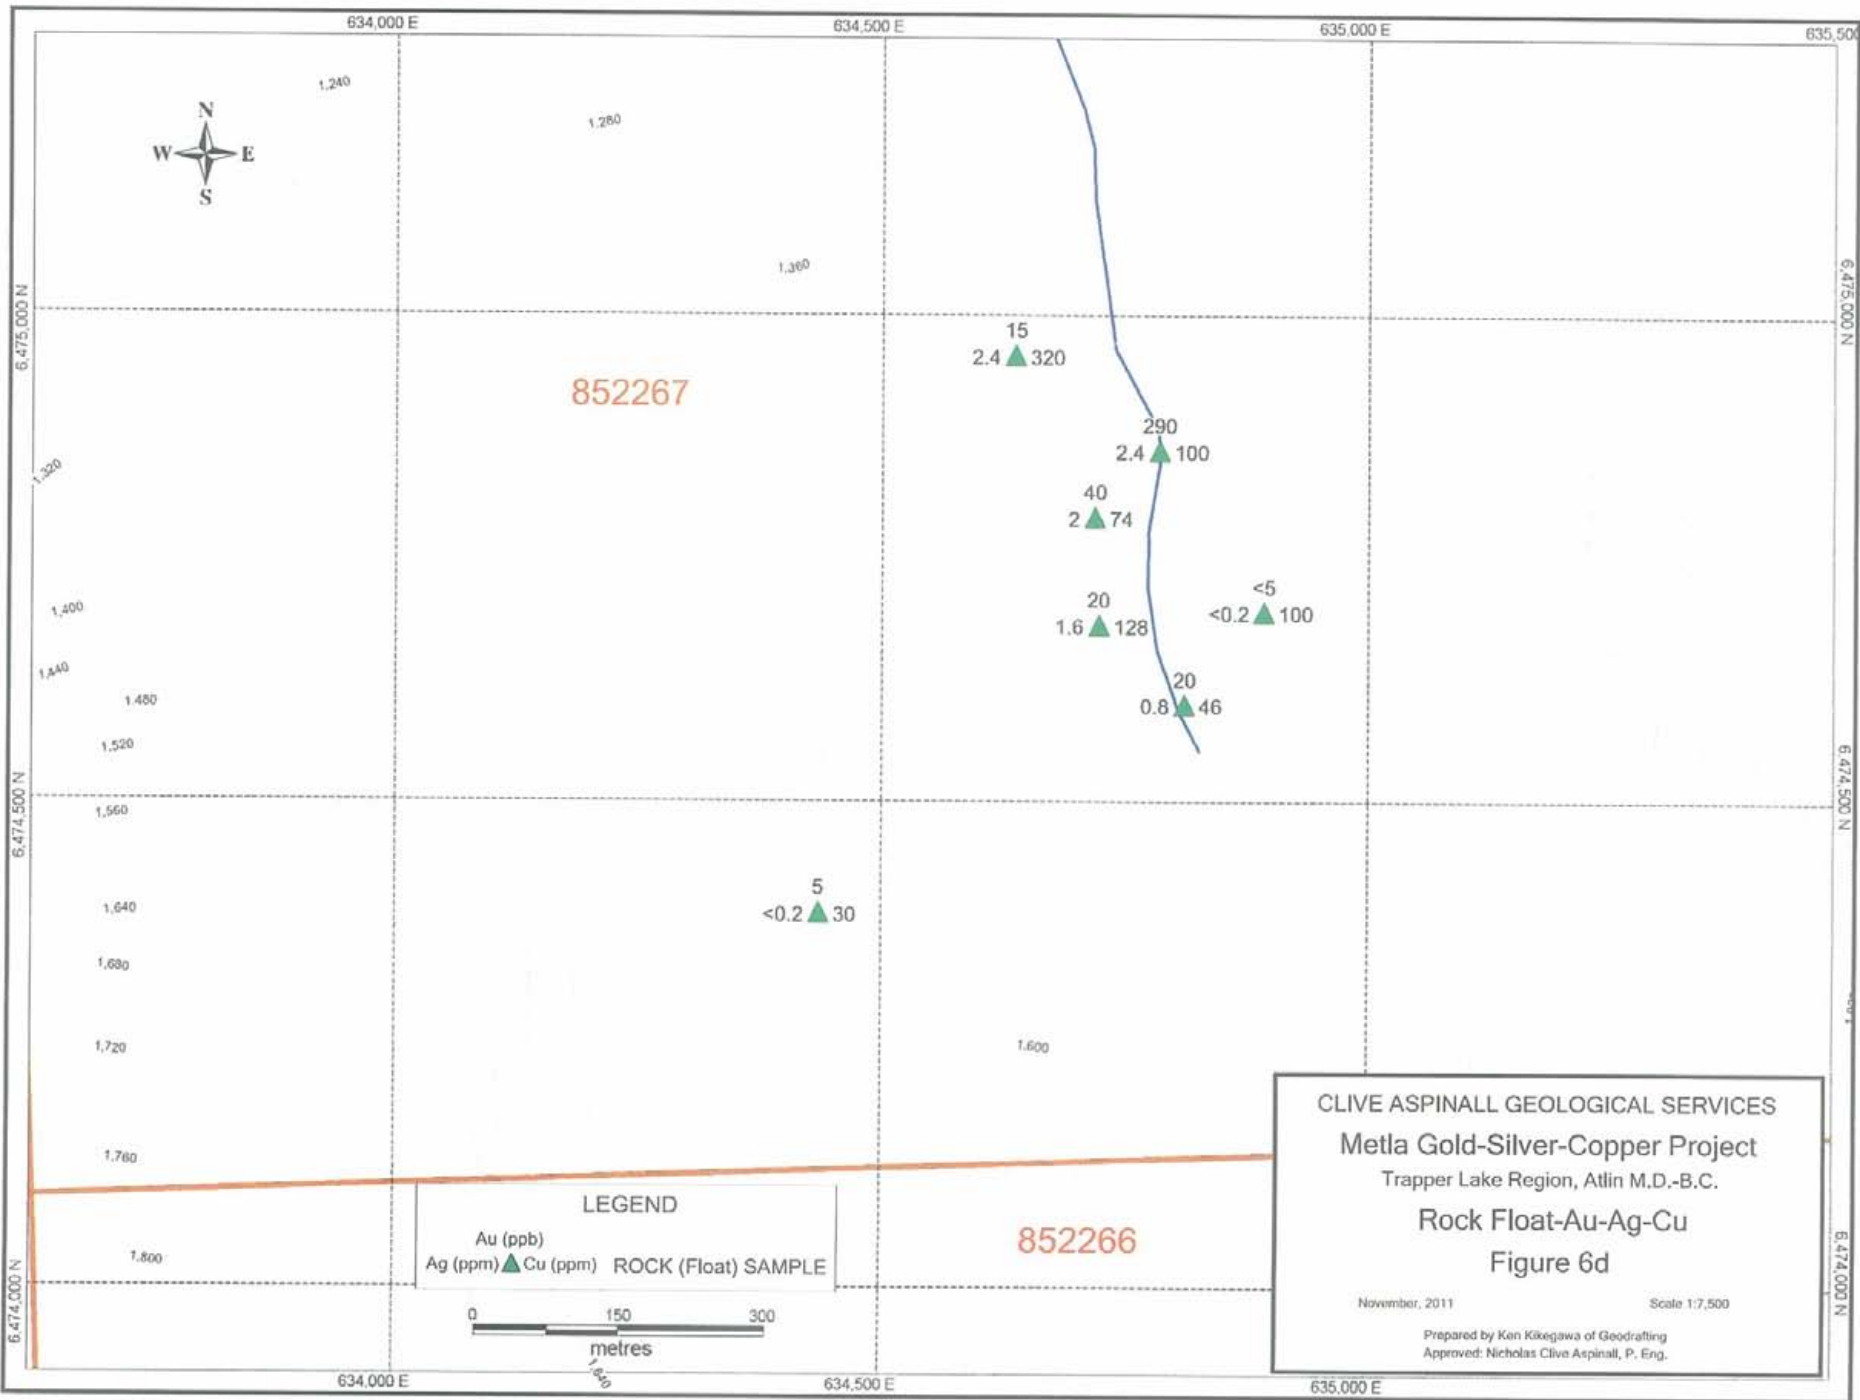 634,000 E
634,500 E
635,000 E
635,500
1,240
1,280
N
W E
S
1,360
6,475,000 N
6,475,000 N
15
2.4 320
852267
290
2.4 100
1,320
40
2 74
<5
<0.2 100
20
1.6 128
1,400
1,440
20
0.8 46
1,480
1,520
6,474,500 N
6,474,500 N
1,560
5
<0.2 30
1,640
1,680
1,720
1,600
1,760
1,800
CLIVE ASPINALL GEOLOGICAL SERVICES
Metla Gold-Silver-Copper Project
Trapper Lake Region, Atlin M.D.-B.C.
Rock Float-Au-Ag-Cu
Figure 6d
November, 2011 Scale 1:7,500
Prepared by Ken Kikegawa of Geodrafting
Approved: Nicholas Clive Aspinall, P. Eng.
LEGEND
Au (ppb)
Ag (ppm) Cu (ppm) ROCK (Float) SAMPLE
852266
6,474,000 N
6,474,000 N
0 150 300
metres
1,640
634,000 E
634,500 E
635,000 E